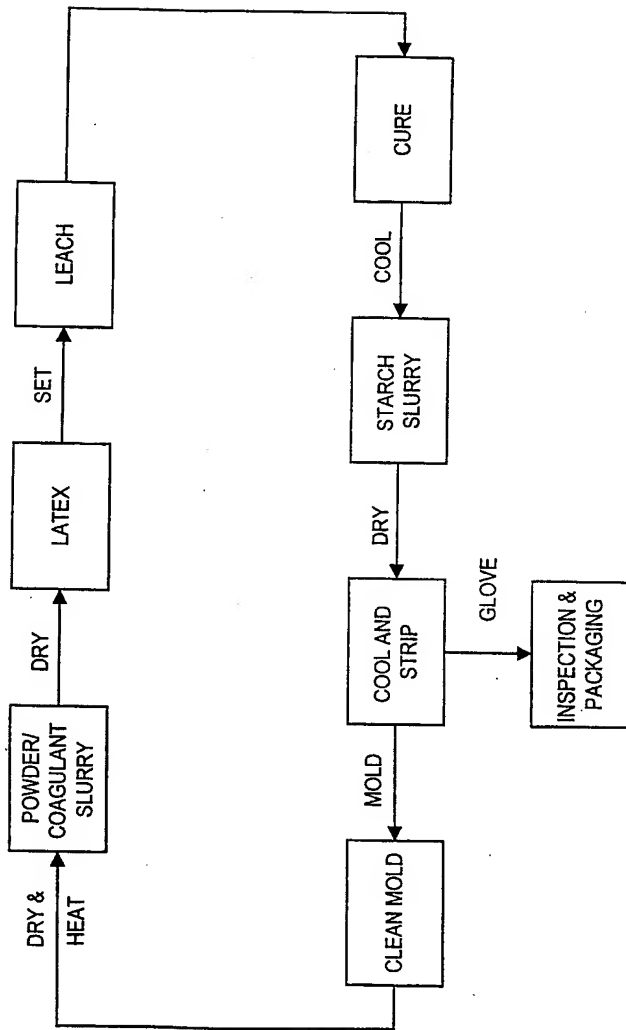 DRY &
HEAT
POWDER/
COAGULANT
SLURRY
DRY
LATEX
SET
LEACH
CURE
COOL
STARCH
SLURRY
DRY
COOL AND
STRIP
GLOVE
INSPECTION &
PACKAGING
MOLD
CLEAN MOLD